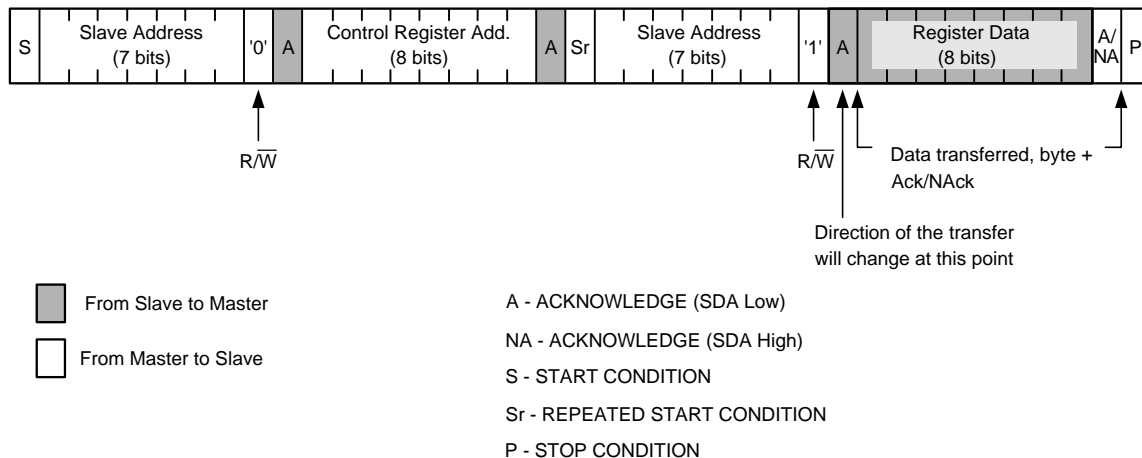 S Slave Address (7 bits) '0' A Control Register Add. (8 bits) A Sr Slave Address (7 bits) '1' A Register Data (8 bits) A/NA P
R/W̅ R/W̅
Data transferred, byte +
Ack/NAck
Direction of the transfer
will change at this point
From Slave to Master
From Master to Slave
A - ACKNOWLEDGE (SDA Low)
NA - ACKNOWLEDGE (SDA High)
S - START CONDITION
Sr - REPEATED START CONDITION
P - STOP CONDITION